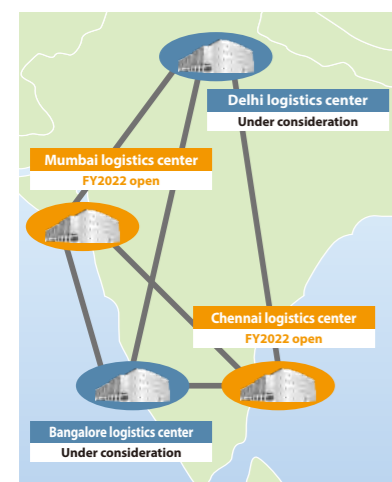 Delhi logistics center
Under consideration
Mumbai logistics center
FY2022 open
Chennai logistics center
FY2022 open
Bangalore logistics center
Under consideration